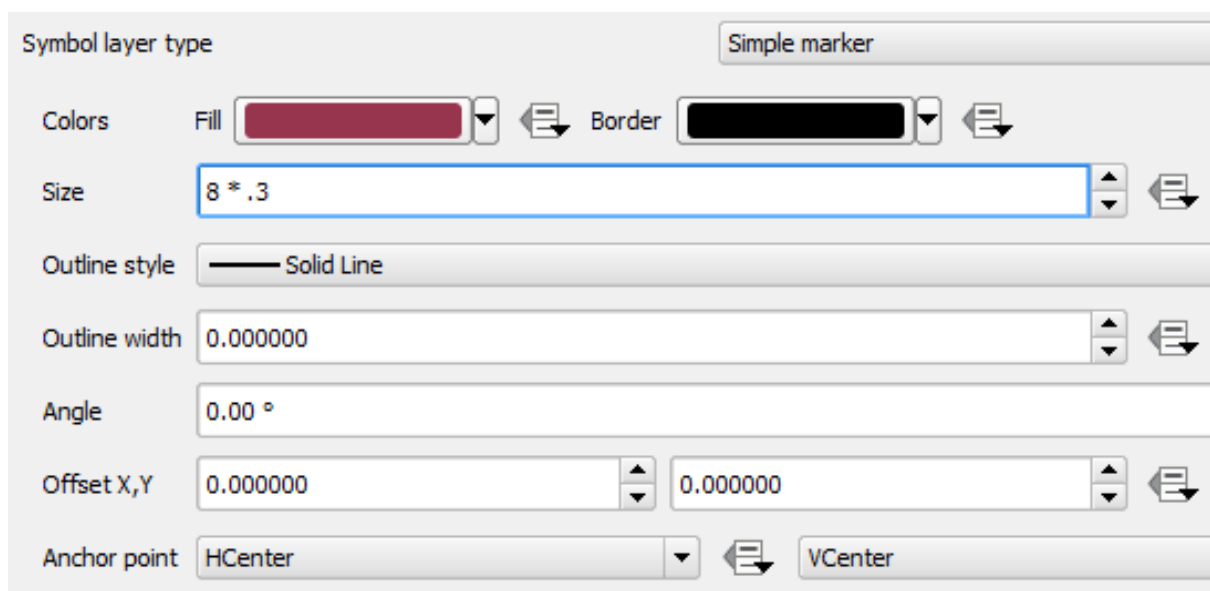 Symbol layer type Simple marker
Colors Fill Border
Size 8 * .3
Outline style Solid Line
Outline width 0.000000
Angle 0.00 °
Offset X,Y 0.000000 0.000000
Anchor point HCenter VCenter